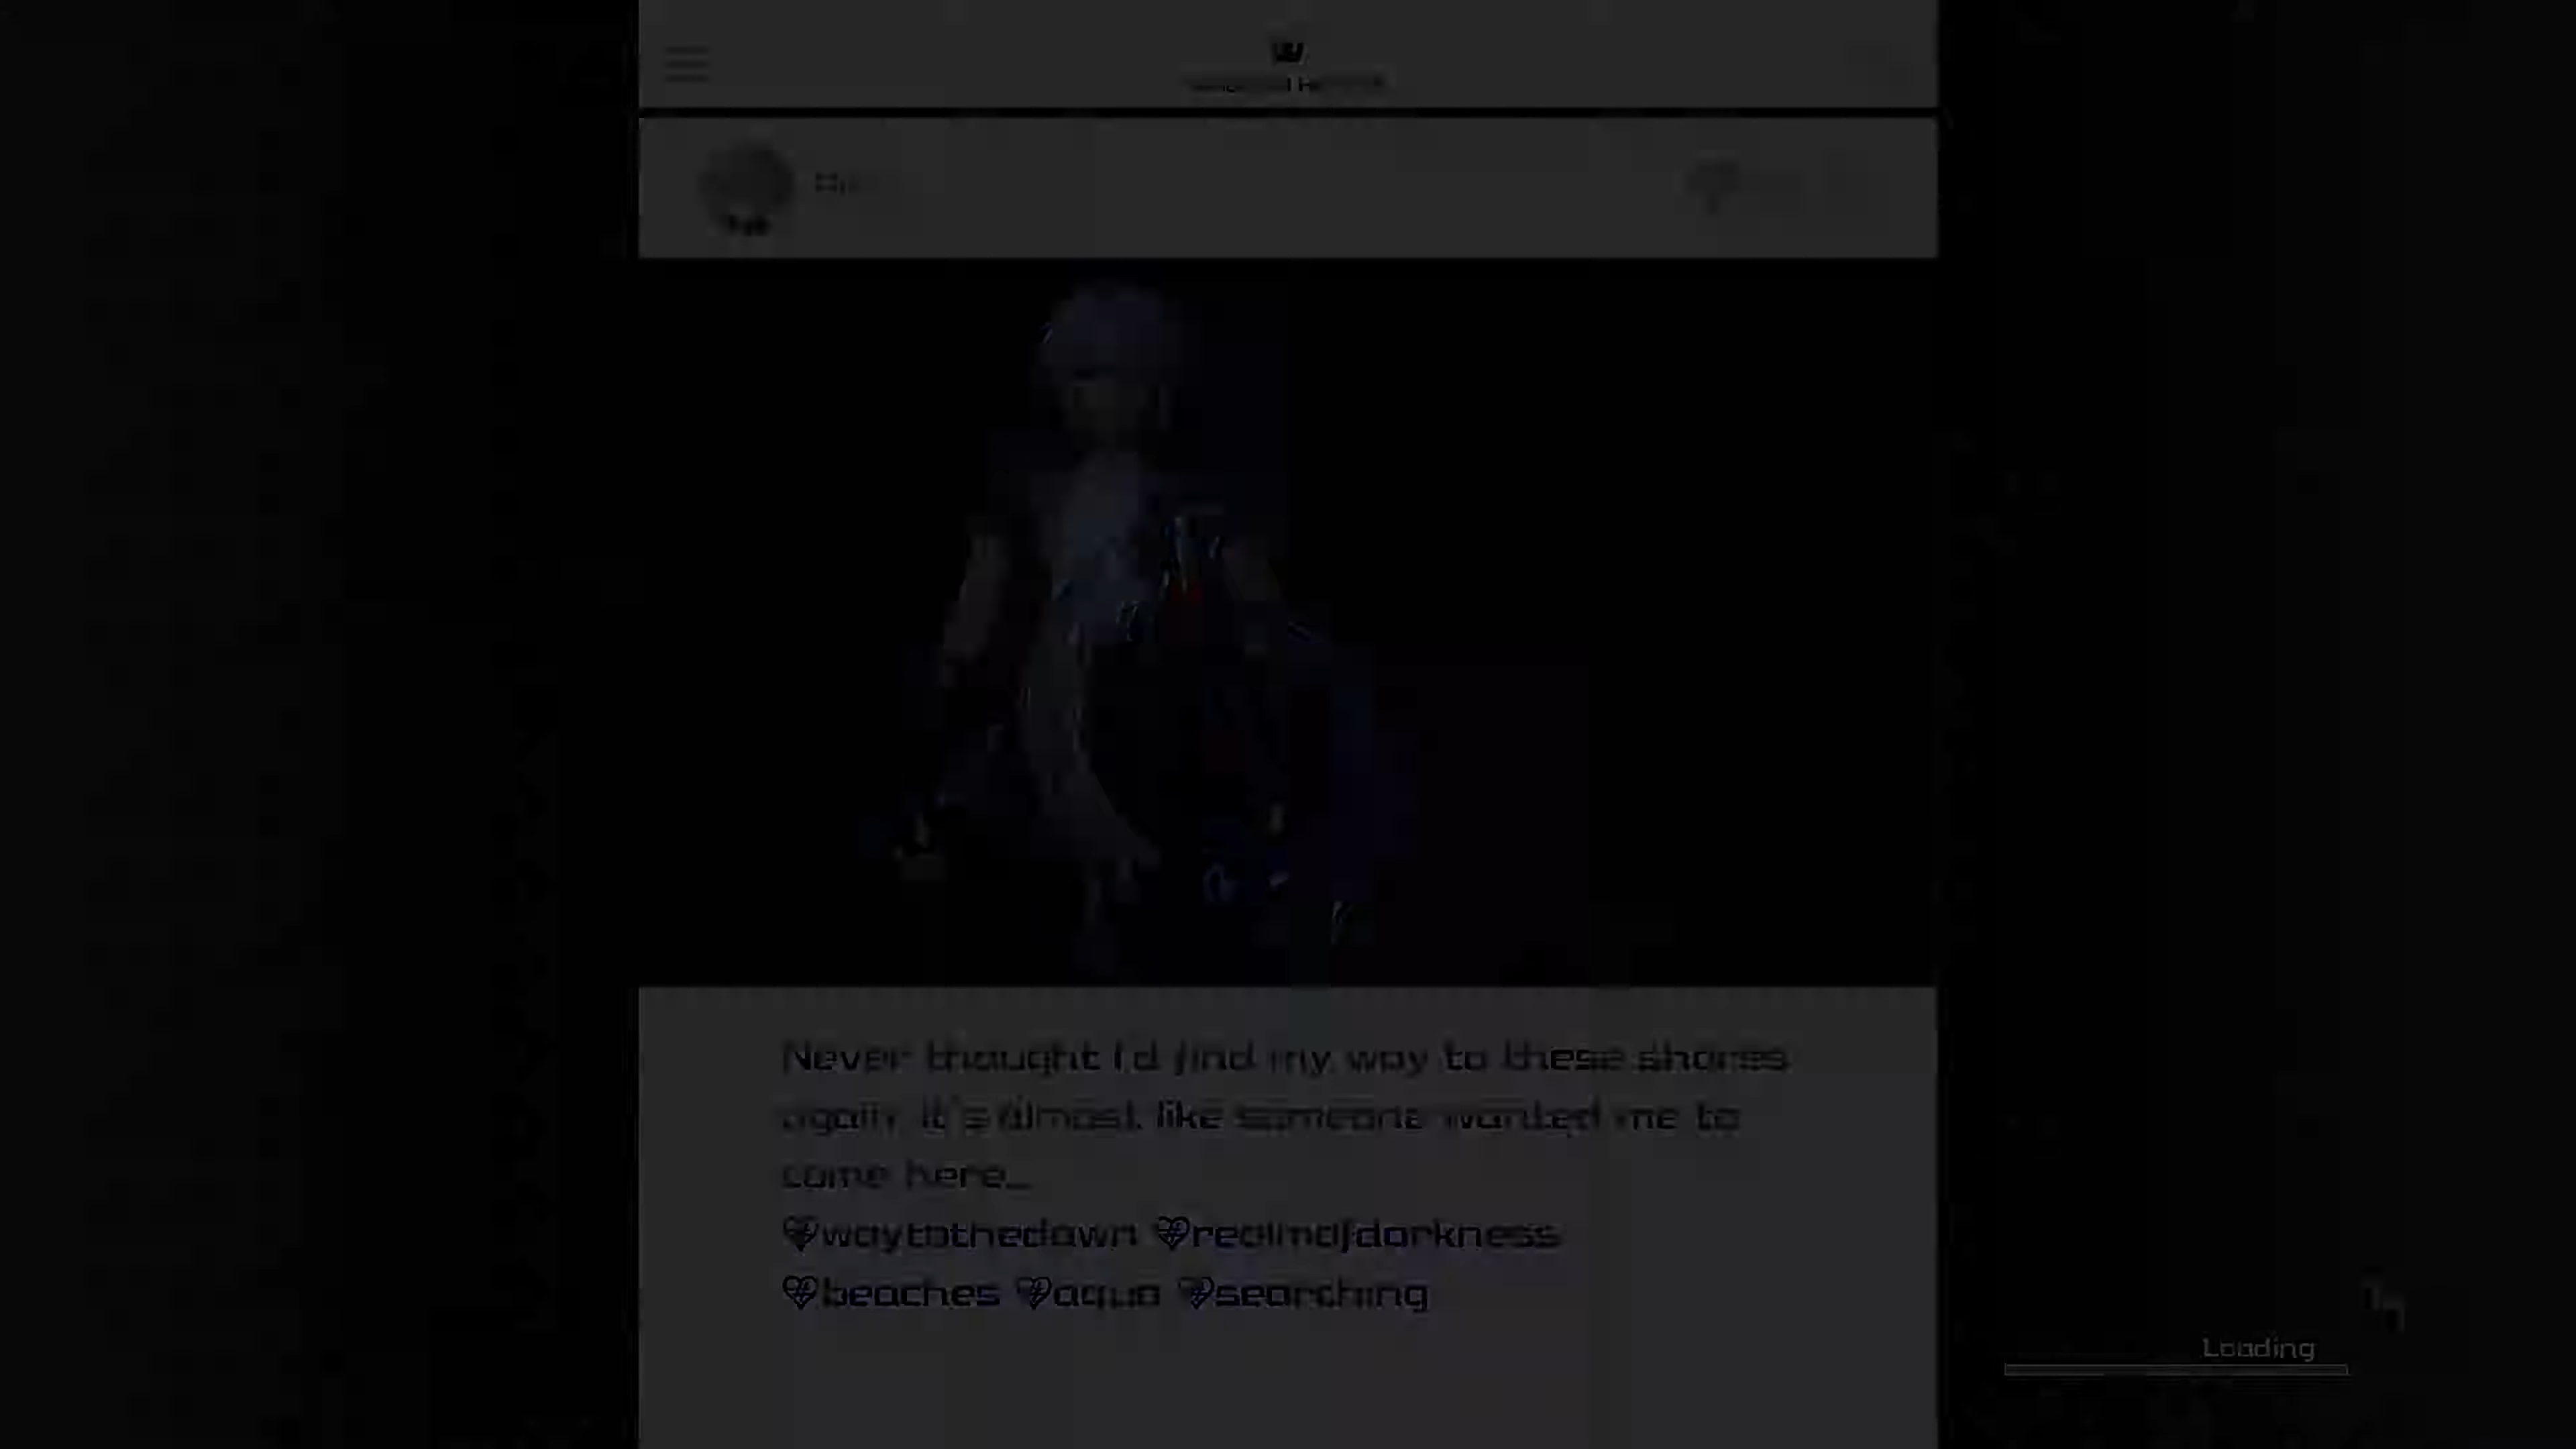 Never thought I'd find my way to these shores
again. It's almost like someone wanted me to
come here...
#waytothedawn #realmofdarkness
#beaches #aqua #searching
Loading